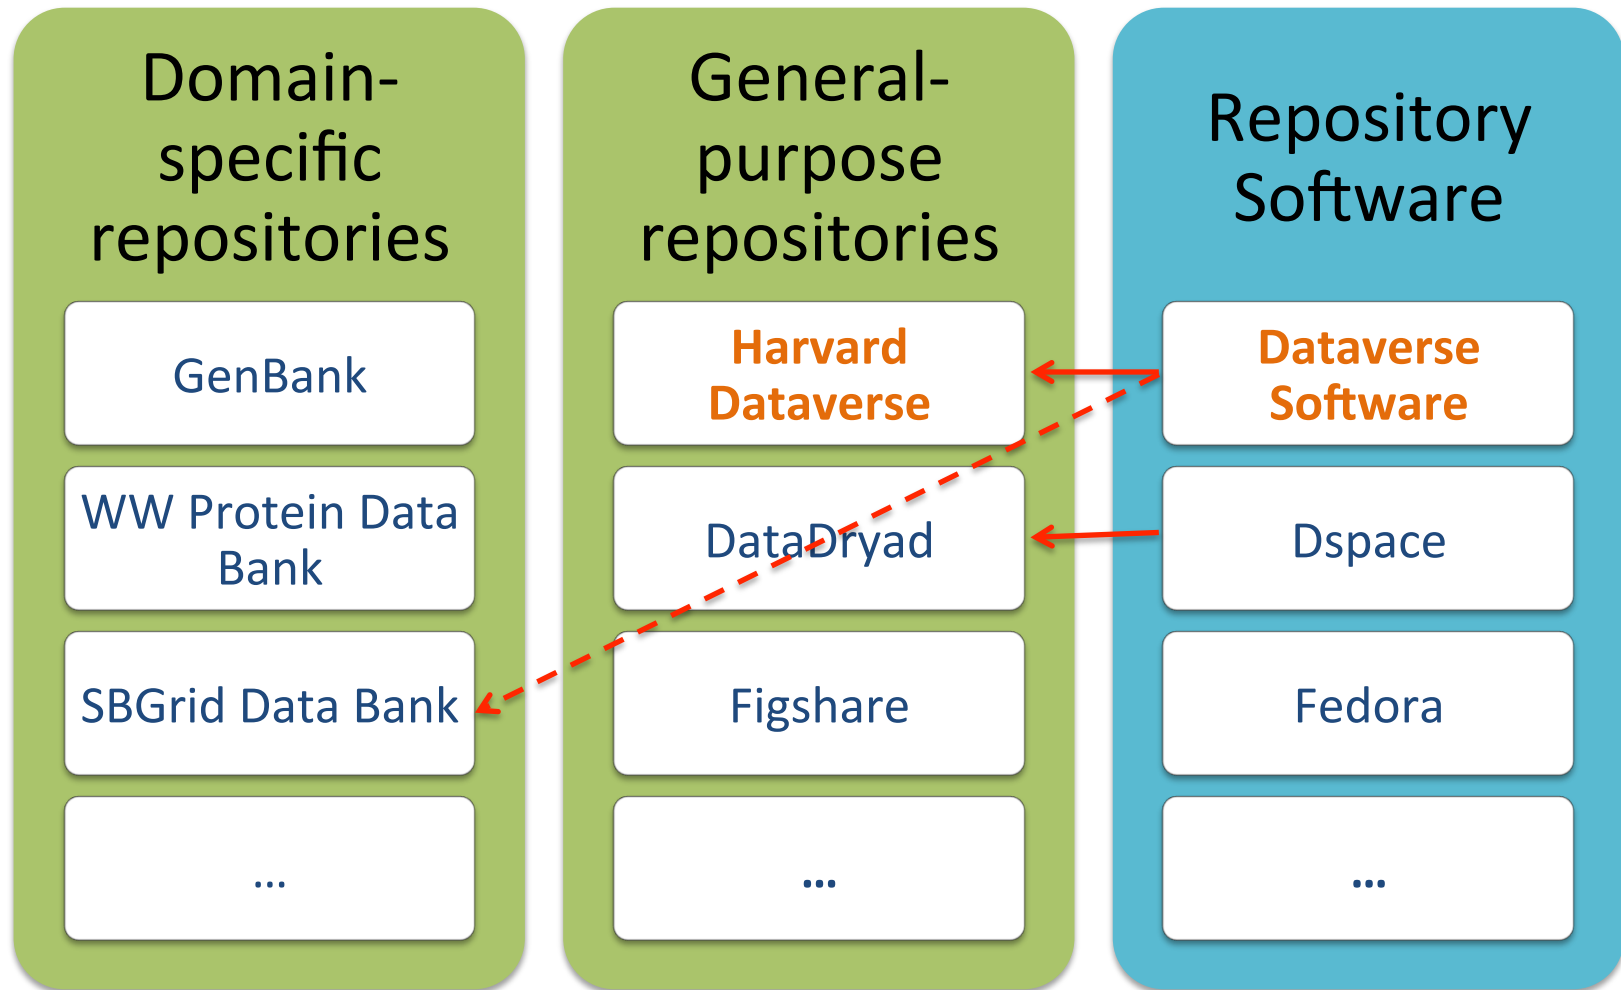 Domain-
specific
repositories
GenBank
WW Protein Data
Bank
SBGrid Data Bank
...
General-
purpose
repositories
Harvard
Dataverse
DataDryad
Figshare
...
Repository
Software
Dataverse
Software
Dspace
Fedora
...